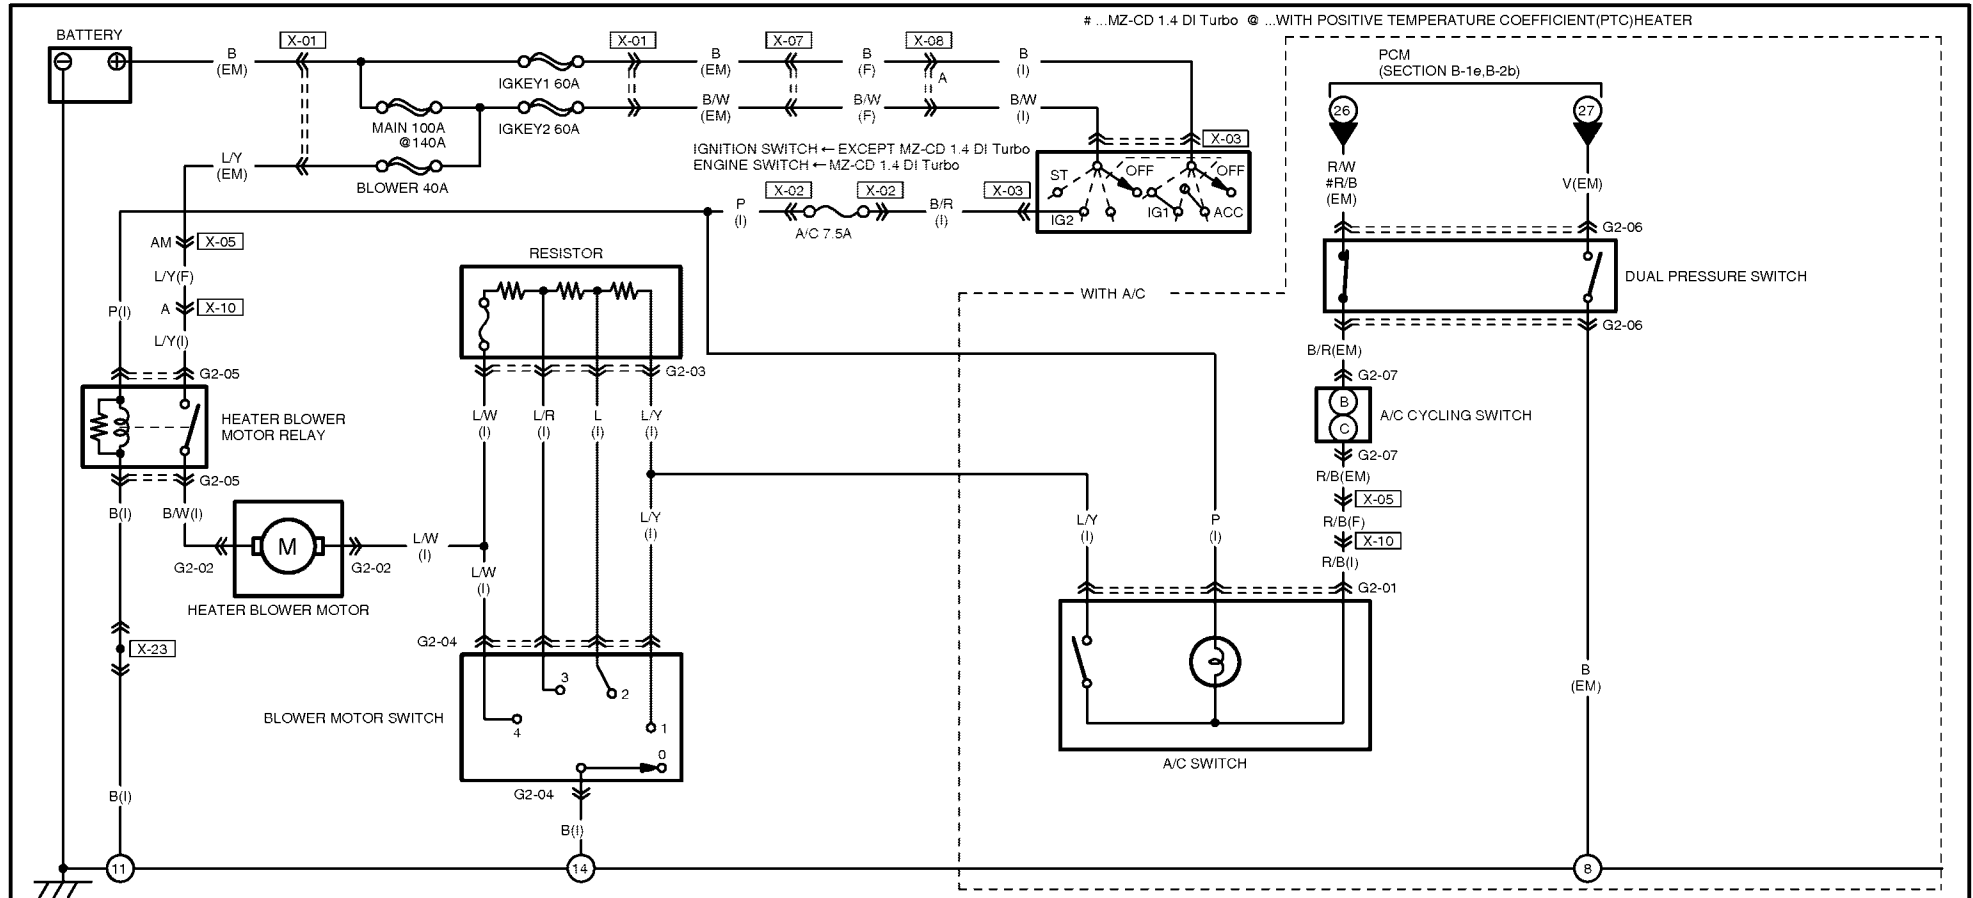 # ...MZ-CD 1.4 DI Turbo @ ...WITH POSITIVE TEMPERATURE COEFFICIENT(PTC)HEATER
BATTERY
B
(EM)
X-01
IGKEY1 60A
X-01
B
(EM)
X-07
B
(F)
X-08
A
B
(I)
MAIN 100A
@140A
IGKEY2 60A
B/W
(EM)
B/W
(F)
B/W
(I)
L/Y
(EM)
BLOWER 40A
IGNITION SWITCH ← EXCEPT MZ-CD 1.4 DI Turbo
ENGINE SWITCH ← MZ-CD 1.4 DI Turbo
X-03
ST
OFF
OFF
IG2
IG1
ACC
P
(I)
X-02
A/C 7.5A
X-02
B/R
(I)
X-03
PCM
(SECTION B-1e,B-2b)
26
27
R/W
#R/B
(EM)
V(EM)
G2-06
DUAL PRESSURE SWITCH
G2-06
B/R(EM)
G2-07
B
C
A/C CYCLING SWITCH
G2-07
R/B(EM)
X-05
R/B(F)
X-10
R/B(I)
G2-01
WITH A/C
AM
X-05
L/Y(F)
A
X-10
L/Y(I)
P(I)
G2-05
HEATER BLOWER
MOTOR RELAY
G2-05
B(I)
B/W(I)
G2-02
M
G2-02
HEATER BLOWER MOTOR
L/W
(I)
X-23
B(I)
RESISTOR
G2-03
L/W
(I)
L/R
(I)
L
(I)
L/Y
(I)
L/W
(I)
L/Y
(I)
G2-04
3
2
4
1
0
BLOWER MOTOR SWITCH
G2-04
B(I)
L/Y
(I)
P
(I)
A/C SWITCH
B
(EM)
11
14
8